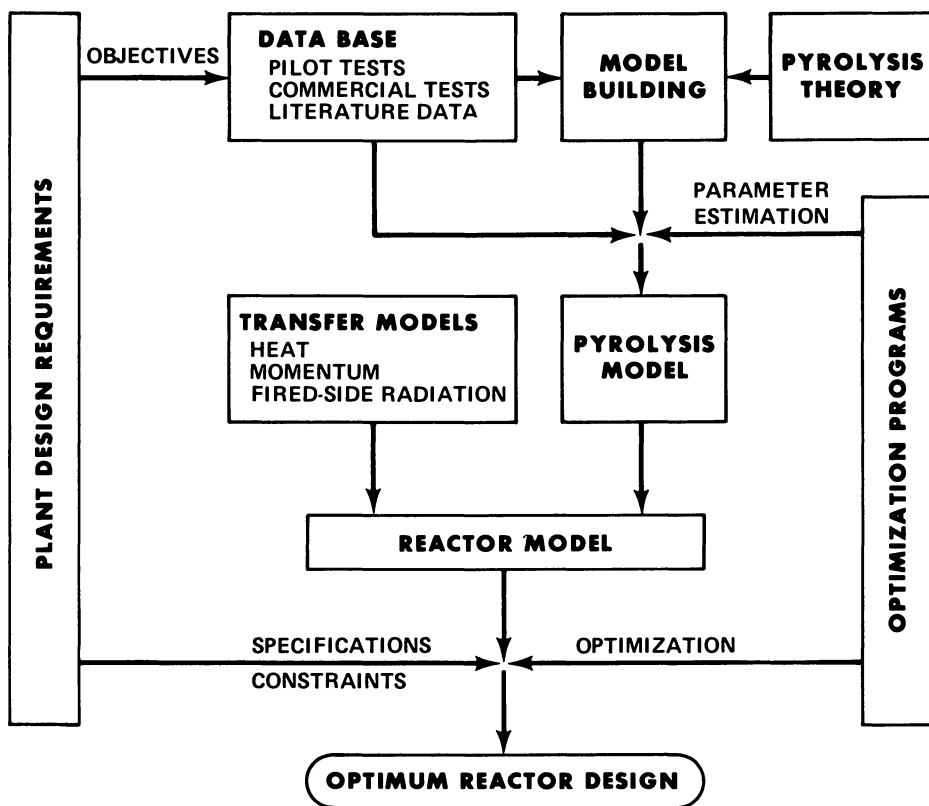 OBJECTIVES
DATA BASE
PILOT TESTS
COMMERCIAL TESTS
LITERATURE DATA
MODEL
BUILDING
PYROLYSIS
THEORY
PARAMETER
ESTIMATION
PLANT DESIGN REQUIREMENTS
TRANSFER MODELS
HEAT
MOMENTUM
FIRED-SIDE RADIATION
PYROLYSIS
MODEL
OPTIMIZATION PROGRAMS
REACTOR MODEL
SPECIFICATIONS
CONSTRAINTS
OPTIMIZATION
OPTIMUM REACTOR DESIGN